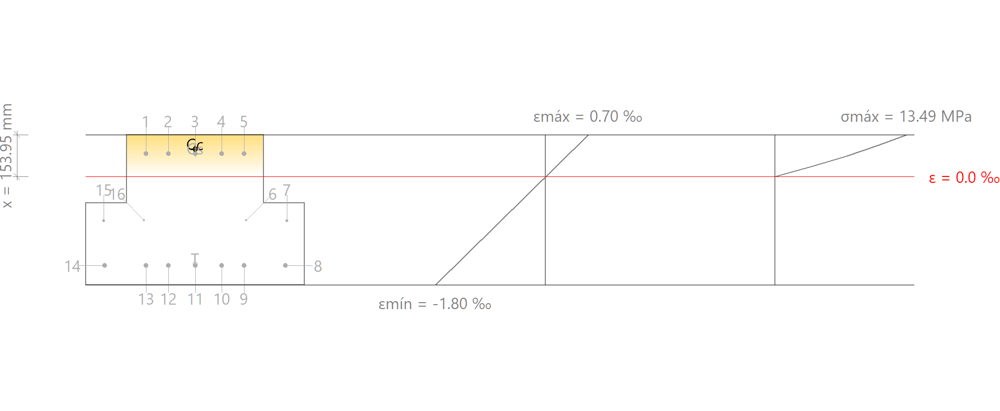 x = 153.95 mm
εmáx = 0.70 ‰
σmáx = 13.49 MPa
1 2 3 4 5
Cc
Cs
ε = 0.0 ‰
15 16 6 7
T
14 8
13 12 11 10 9
εmín = -1.80 ‰